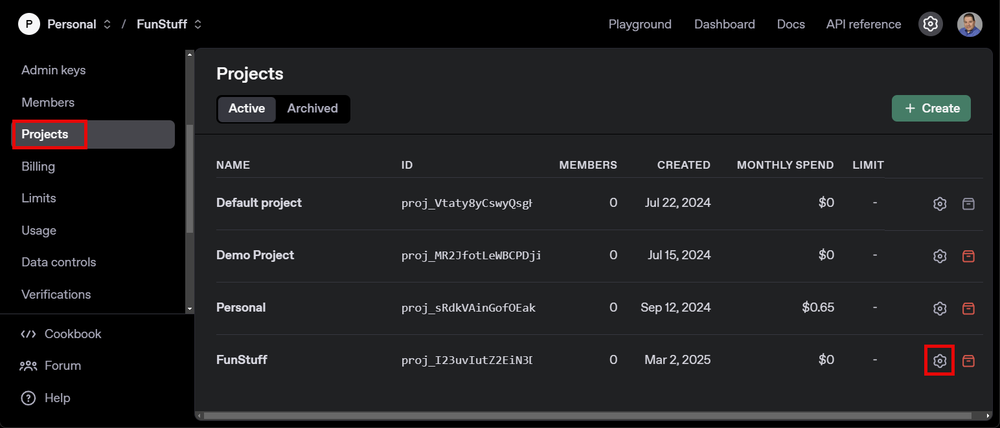 P Personal / FunStuff Playground Dashboard Docs API reference
Admin keys
Members
Projects
Billing
Limits
Usage
Data controls
Verifications
Cookbook
Forum
? Help
Projects
Active Archived
+ Create
NAME ID MEMBERS CREATED MONTHLY SPEND LIMIT
Default project proj_Vtaty8yCswyQsg 0 Jul 22, 2024 $0 -
Demo Project proj_MR2JfotLeWBCPDji 0 Jul 15, 2024 $0 -
Personal proj_sRdkVAinGofOEak 0 Sep 12, 2024 $0.65 -
FunStuff proj_I23uvIutZ2EiN3 0 Mar 2, 2025 $0 -